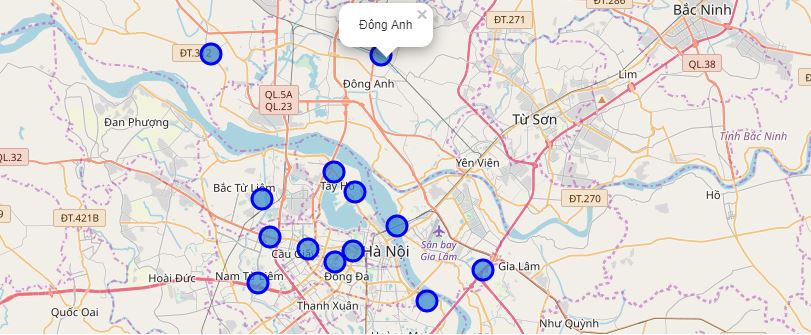 ĐT.286
ĐT.271
Bắc Ninh
Đông Anh
×
QL.38
Đông Anh
Lim
QL.5A
QL.23
Đan Phượng
Từ Sơn
Tỉnh Bắc Ninh
QL.32
Yên Viên
Bắc Từ Liêm
Tây Hồ
Hồ
ĐT.270
ĐT.421B
Hà Nội
Sân bay
Gia Lâm
Cầu Giấy
Gia Lâm
Hoài Đức
Nam Từ Liêm
Đống Đa
Quốc Oai
Thanh Xuân
Như Quỳnh